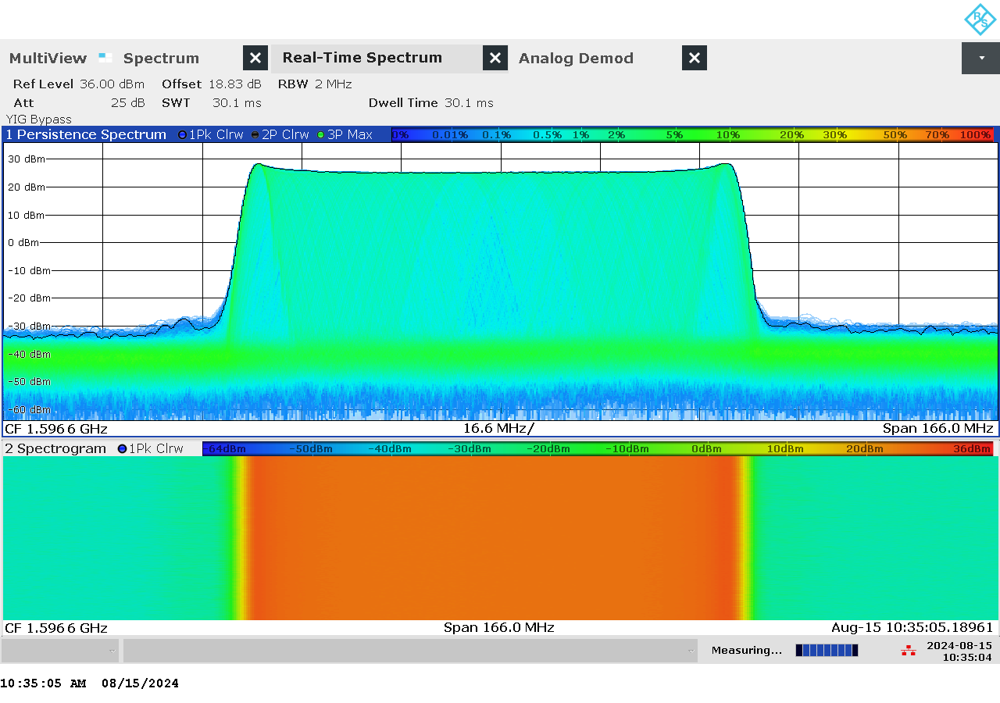 R
S
MultiView Spectrum Real-Time Spectrum Analog Demod
Ref Level 36.00 dBm Offset 18.83 dB RBW 2 MHz
Att 25 dB SWT 30.1 ms Dwell Time 30.1 ms
YIG Bypass
1 Persistence Spectrum 1Pk Clrw 2P Clrw 3P Max 0% 0.01% 0.1% 0.5% 1% 2% 5% 10% 20% 30% 50% 70% 100%
30 dBm
20 dBm
10 dBm
0 dBm
-10 dBm
-20 dBm
-30 dBm
-40 dBm
-50 dBm
-60 dBm
CF 1.5966 GHz 16.6 MHz/ Span 166.0 MHz
2 Spectrogram 1Pk Clrw -64dBm -50dBm -40dBm -30dBm -20dBm -10dBm 0dBm 10dBm 20dBm 36dBm
CF 1.5966 GHz Span 166.0 MHz Aug-15 10:35:05.18961
Measuring... 2024-08-15
10:35:04
10:35:05 AM 08/15/2024